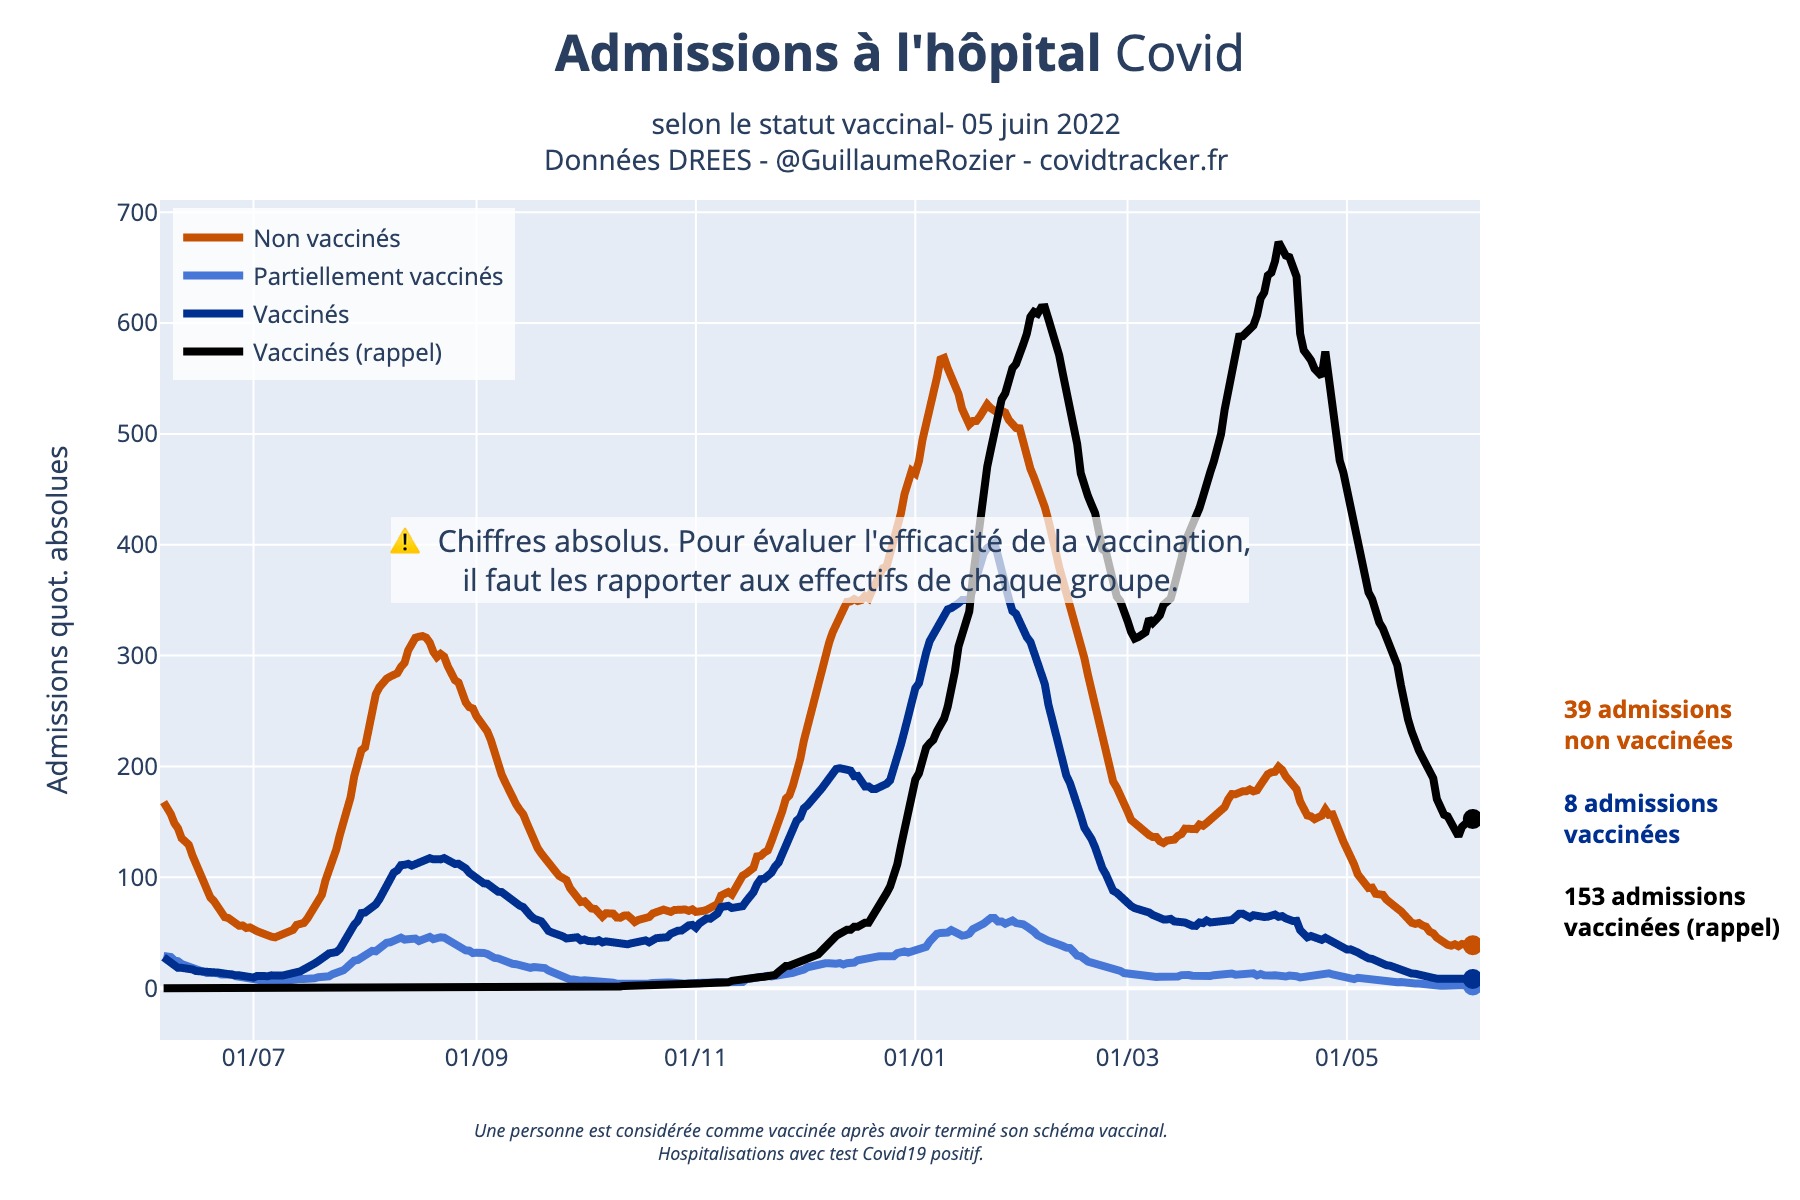 Admissions à l'hôpital Covid
selon le statut vaccinal- 05 juin 2022
Données DREES - @GuillaumeRozier - covidtracker.fr
Admissions quot. absolues
700
600
500
400
300
200
100
0
Non vaccinés
Partiellement vaccinés
Vaccinés
Vaccinés (rappel)
⚠️ Chiffres absolus. Pour évaluer l'efficacité de la vaccination,
il faut les rapporter aux effectifs de chaque groupe.
39 admissions
non vaccinées
8 admissions
vaccinées
153 admissions
vaccinées (rappel)
01/07 01/09 01/11 01/01 01/03 01/05
Une personne est considérée comme vaccinée après avoir terminé son schéma vaccinal.
Hospitalisations avec test Covid19 positif.